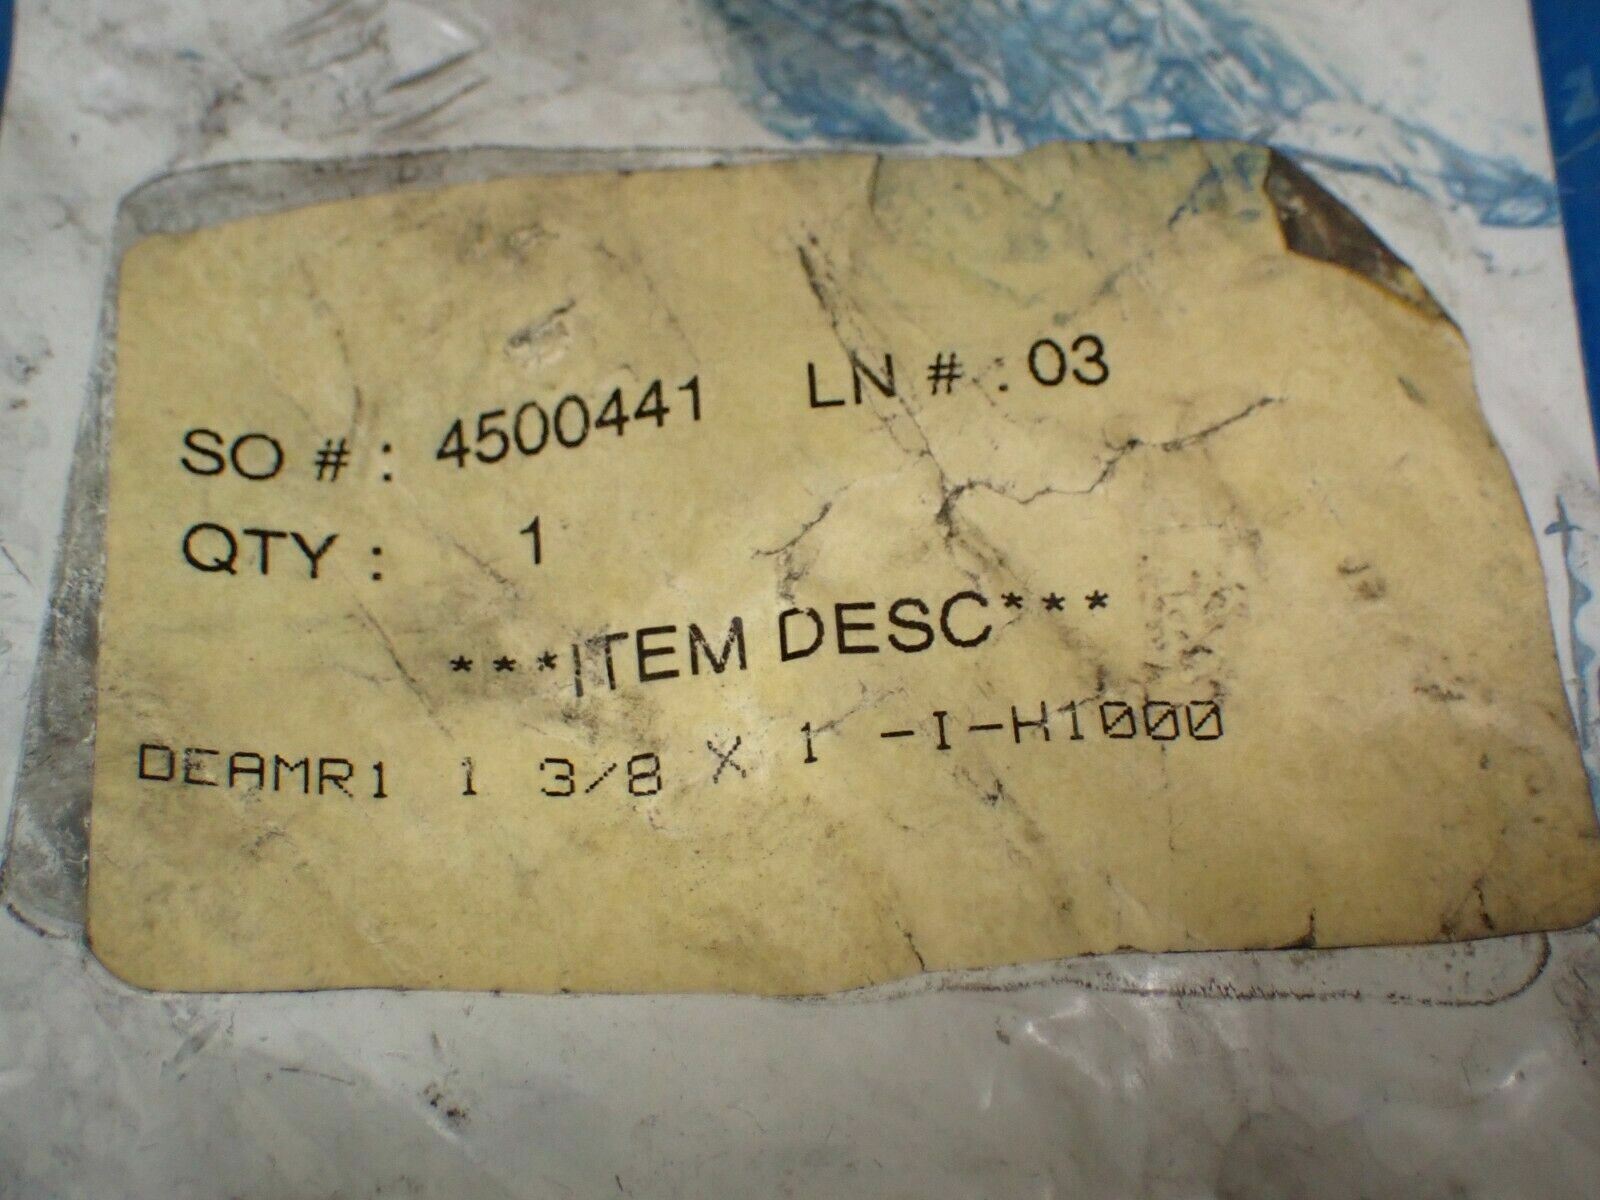 SO # : 4500441 LN # : 03
QTY : 1
***ITEM DESC***
DEAMR1 1 3/8 X 1 -I-H1000